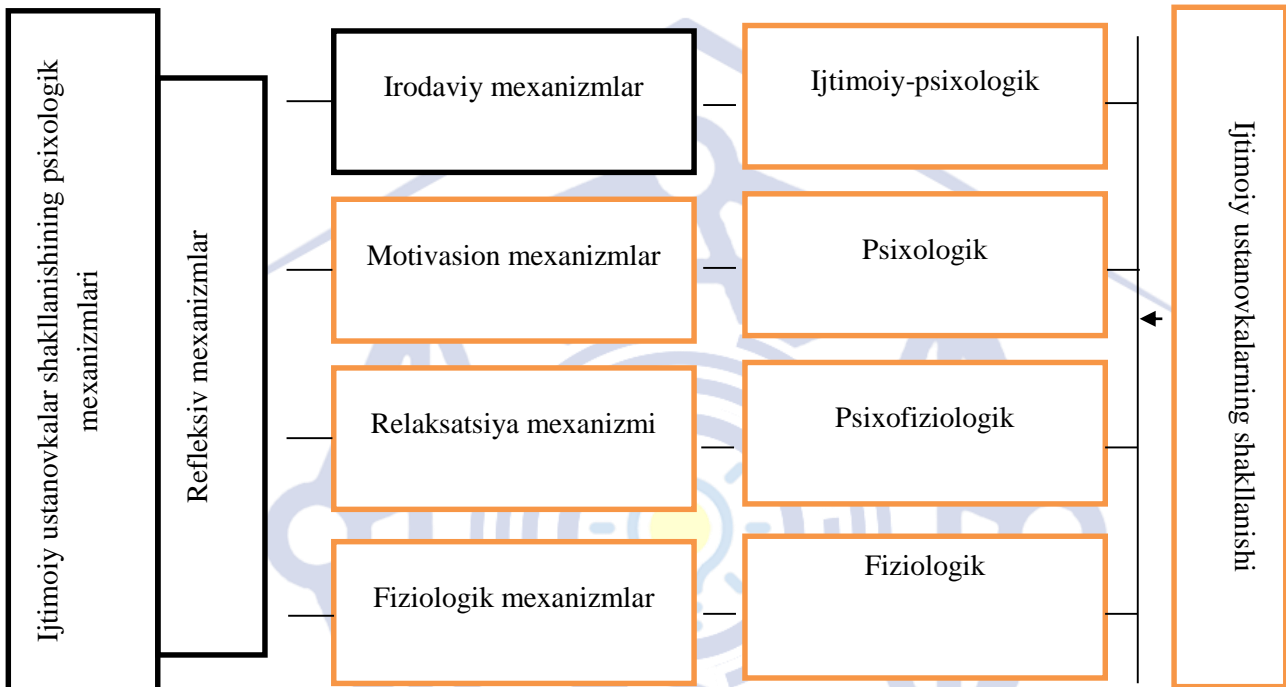 Ijtimoiy ustanovkalar shakllanishining psixologik
mexanizmlari
Refleksiv mexanizmlar
Irodaviy mexanizmlar
Ijtimoiy-psixologik
Motivasion mexanizmlar
Psixologik
Relaksatsiya mexanizmi
Psixofiziologik
Fiziologik mexanizmlar
Fiziologik
Ijtimoiy ustanovkalarning shakllanishi